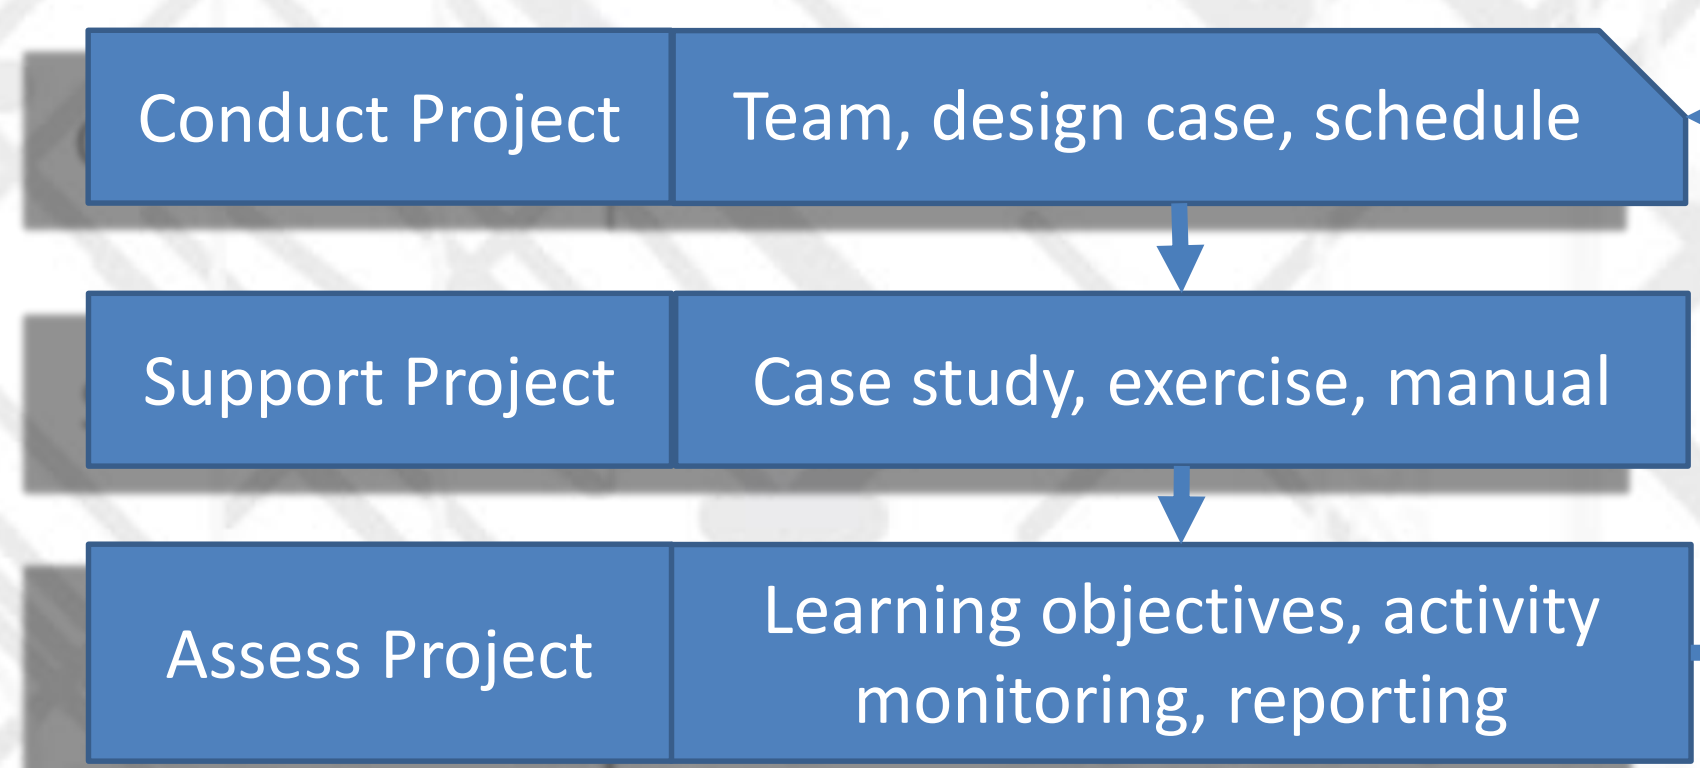 Conduct Project
Team, design case, schedule
Support Project
Case study, exercise, manual
Assess Project
Learning objectives, activity
monitoring, reporting